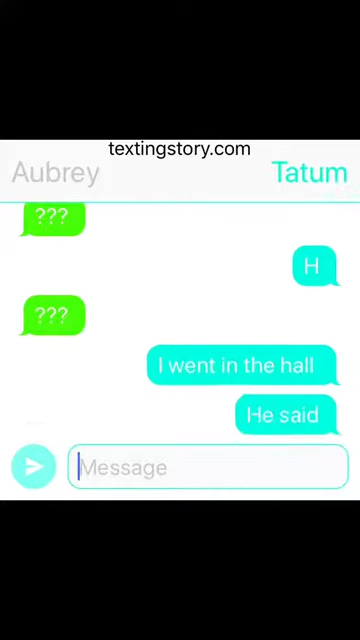 textingstory.com
Aubrey
Tatum
???
H
???
I went in the hall
He said
Message